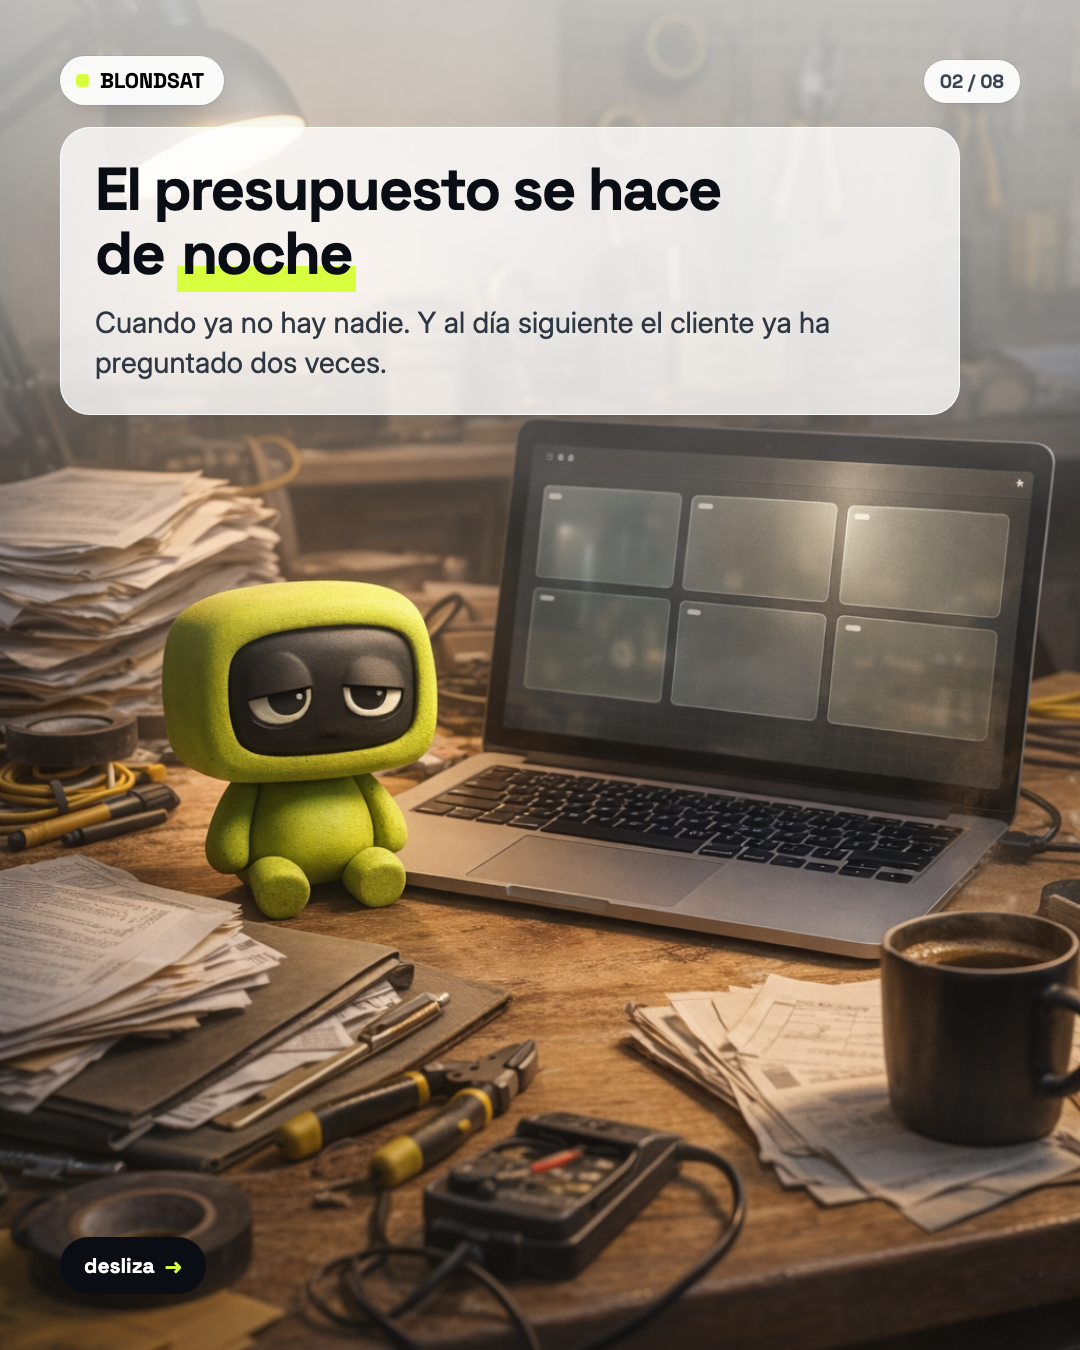 BLONDSAT
02 / 08
El presupuesto se hace
de noche
Cuando ya no hay nadie. Y al día siguiente el cliente ya ha
preguntado dos veces.
desliza →